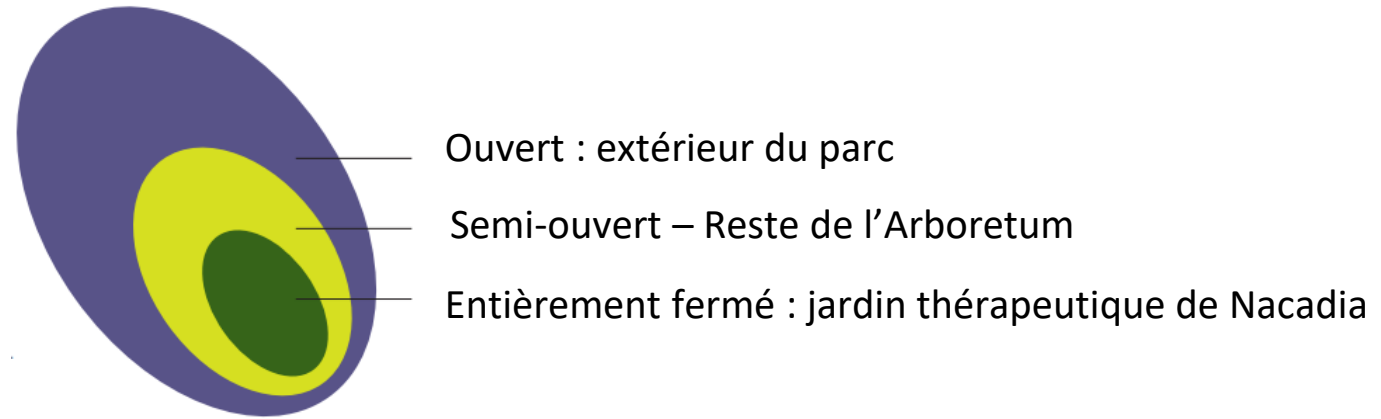 Ouvert : extérieur du parc
Semi-ouvert – Reste de l’Arboretum
Entièrement fermé : jardin thérapeutique de Nacadia